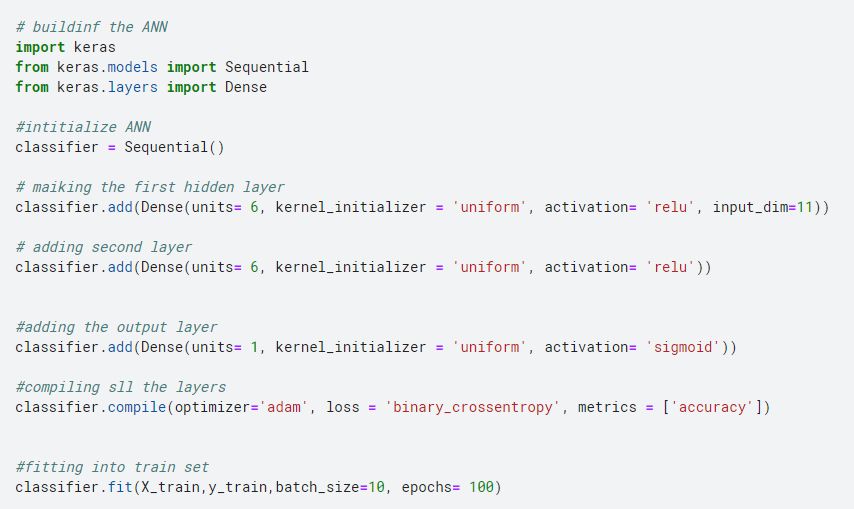 # buildinf the ANN
import keras
from keras.models import Sequential
from keras.layers import Dense
#intitialize ANN
classifier = Sequential()
# maiking the first hidden layer
classifier.add(Dense(units= 6, kernel_initializer = 'uniform', activation= 'relu', input_dim=11))
# adding second layer
classifier.add(Dense(units= 6, kernel_initializer = 'uniform', activation= 'relu'))
#adding the output layer
classifier.add(Dense(units= 1, kernel_initializer = 'uniform', activation= 'sigmoid'))
#compiling sll the layers
classifier.compile(optimizer='adam', loss = 'binary_crossentropy', metrics = ['accuracy'])
#fitting into train set
classifier.fit(X_train,y_train,batch_size=10, epochs= 100)